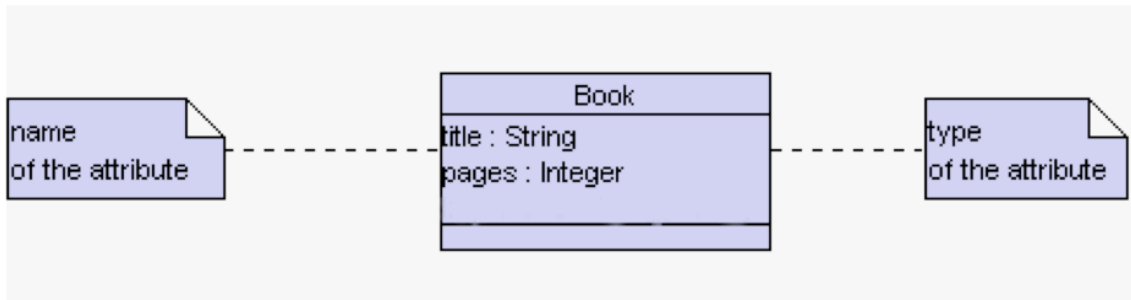 name
of the attribute
Book
title : String
pages : Integer
type
of the attribute